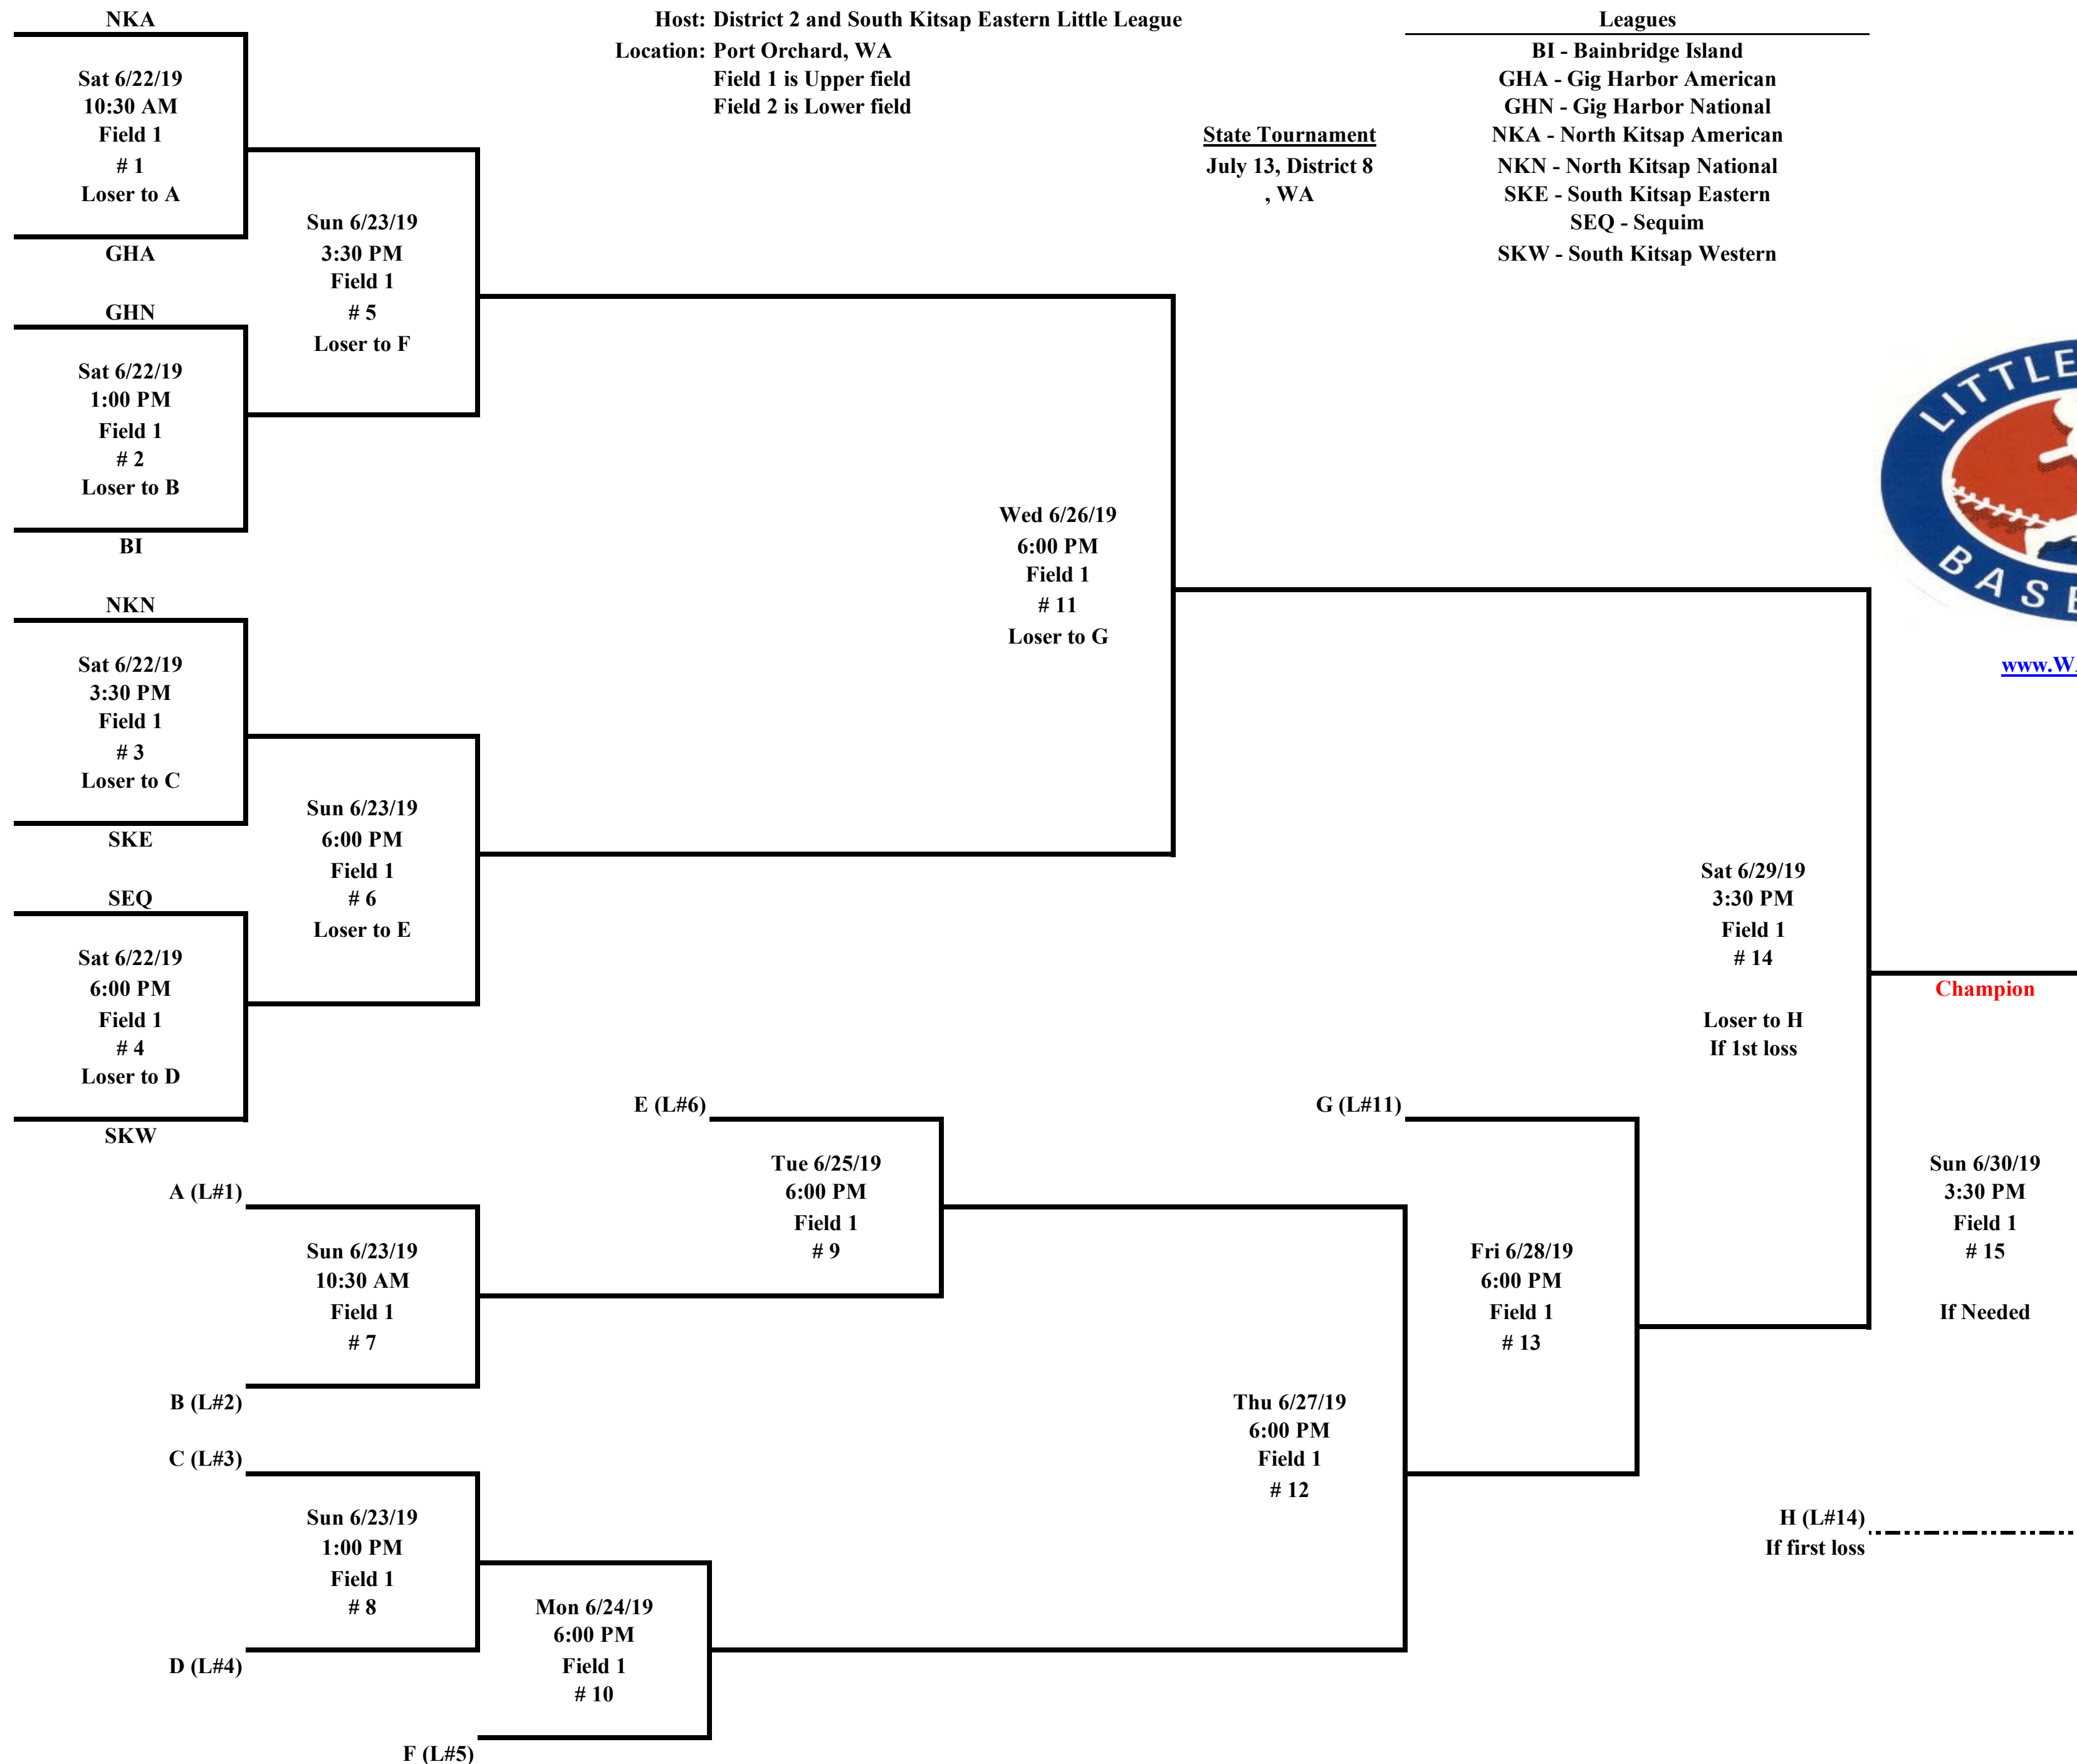 NKA
Host: District 2 and South Kitsap Eastern Little League
Leagues
Location: Port Orchard, WA
BI - Bainbridge Island
Field 1 is Upper field
GHA - Gig Harbor American
Field 2 is Lower field
GHN - Gig Harbor National
State Tournament
NKA - North Kitsap American
July 13, District 8
NKN - North Kitsap National
, WA
SKE - South Kitsap Eastern
SEQ - Sequim
SKW - South Kitsap Western
Sat 6/22/19
10:30 AM
Field 1
# 1
Loser to A
GHA
Sun 6/23/19
3:30 PM
Field 1
# 5
Loser to F
GHN
Sat 6/22/19
1:00 PM
Field 1
# 2
Loser to B
BI
LITTLE
BASE
www.W
Wed 6/26/19
6:00 PM
Field 1
# 11
Loser to G
NKN
Sat 6/22/19
3:30 PM
Field 1
# 3
Loser to C
SKE
Sun 6/23/19
6:00 PM
Field 1
# 6
Loser to E
SEQ
Sat 6/22/19
6:00 PM
Field 1
# 4
Loser to D
SKW
Sat 6/29/19
3:30 PM
Field 1
# 14
Loser to H
If 1st loss
Champion
E (L#6)
G (L#11)
Tue 6/25/19
6:00 PM
Field 1
# 9
A (L#1)
Sun 6/23/19
10:30 AM
Field 1
# 7
B (L#2)
Fri 6/28/19
6:00 PM
Field 1
# 13
Sun 6/30/19
3:30 PM
Field 1
# 15
If Needed
C (L#3)
Sun 6/23/19
1:00 PM
Field 1
# 8
D (L#4)
Thu 6/27/19
6:00 PM
Field 1
# 12
H (L#14)
If first loss
Mon 6/24/19
6:00 PM
Field 1
# 10
F (L#5)